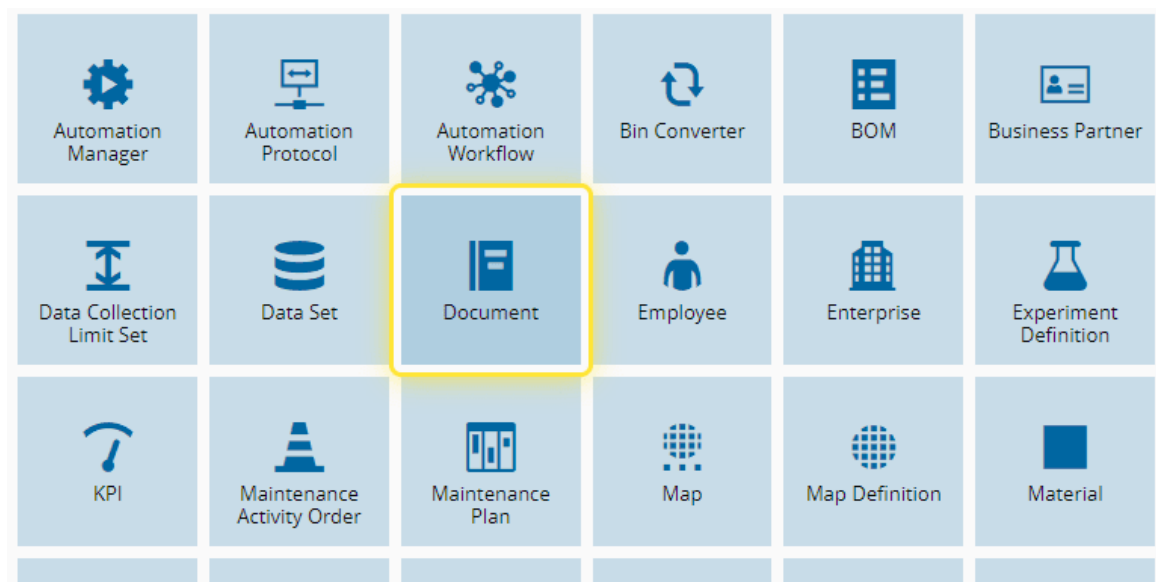 Automation
Manager
Automation
Protocol
Automation
Workflow
Bin Converter
BOM
Business Partner
Data Collection
Limit Set
Data Set
Document
Employee
Enterprise
Experiment
Definition
KPI
Maintenance
Activity Order
Maintenance
Plan
Map
Map Definition
Material